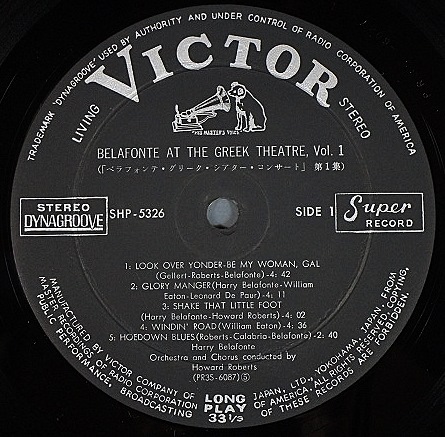 TRADEMARK "DYNAGROOVE" USED BY AUTHORITY AND UNDER CONTROL OF RADIO CORPORATION OF AMERICA
LIVING VICTOR STEREO
"HIS MASTER'S VOICE"
BELAFONTE AT THE GREEK THEATRE, Vol. 1
(『ベラフォンテ・グリーク・シアター・コンサート』 第1集)
STEREO
DYNAGROOVE
SHP-5326
SIDE 1
Super
RECORD
1: LOOK OVER YONDER-BE MY WOMAN, GAL
(Gellert-Roberts-Belafonte)-4: 42
2: GLORY MANGER (Harry Belafonte-William
Eaton-Leonard De Paur)-4: 11
3: SHAKE THAT LITTLE FOOT
(Harry Belafonte-Howard Roberts)-4: 02
4: WINDIN' ROAD (William Eaton)-4: 36
5: HOEDOWN BLUES (Roberts-Calabria-Belafonte)-2: 40
Harry Belafonte
Orchestra and Chorus conducted by
Howard Roberts
(PR3S-6087) Ⓢ
LONG
PLAY
33 1/3
MANUFACTURED BY VICTOR COMPANY OF JAPAN, LTD., YOKOHAMA, JAPAN, FROM
MASTER RECORDINGS OF RADIO CORPORATION OF AMERICA. ALL RIGHTS RESERVED. COPYING,
PUBLIC PERFORMANCE, BROADCASTING OF THESE RECORDS ARE FORBIDDEN.